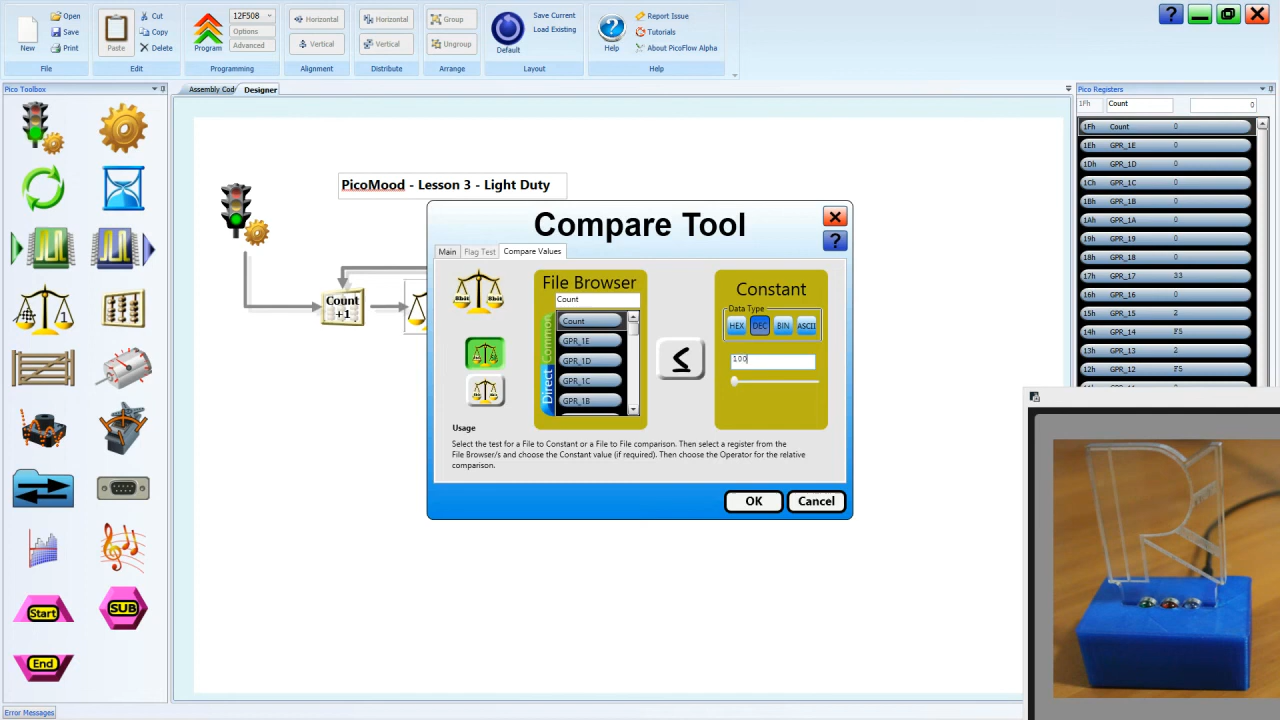 New
Open
Save
Print
File
Paste
Cut
Copy
Delete
Edit
Program
12F508
Options
Advanced
Programming
Horizontal
Vertical
Alignment
Horizontal
Vertical
Distribute
Group
Ungroup
Arrange
Default
Save Current
Load Existing
Layout
?
Help
Report Issue
Tutorials
About PicoFlow Alpha
Help
?
Pico Toolbox
Assembly Cod
Designer
Pico Registers
1Fh Count 0
1Fh Count 0
1Eh GPR_1E 0
1Dh GPR_1D 0
1Ch GPR_1C 0
1Bh GPR_1B 0
1Ah GPR_1A 0
19h GPR_19 0
18h GPR_18 0
17h GPR_17 33
16h GPR_16 0
15h GPR_15 2
14h GPR_14 F5
13h GPR_13 2
12h GPR_12 F5
PicoMood - Lesson 3 - Light Duty
Count
+1
Compare Tool
?
Main
Flag Test
Compare Values
8bit 8bit
File Browser
Count
Common
Direct
Count
GPR_1E
GPR_1D
GPR_1C
GPR_1B
≤
Constant
Data Type
HEX
DEC
BIN
ASCII
100
Usage
Select the test for a File to Constant or a File to File comparison. Then select a register from the
File Browser/s and choose the Constant value (if required). Then choose the Operator for the relative
comparison.
OK
Cancel
1
Start
SUB
End
Error Messages